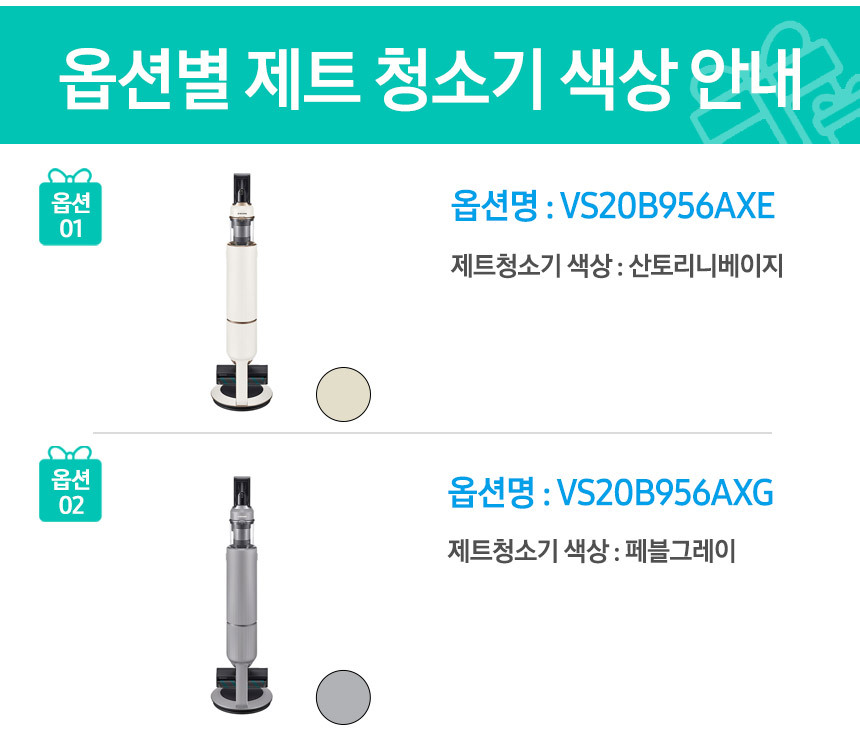 옵션별 제트 청소기 색상 안내
옵션
01
옵션명 : VS20B956AXE
제트청소기 색상 : 산토리니베이지
옵션
02
옵션명 : VS20B956AXG
제트청소기 색상 : 페블그레이